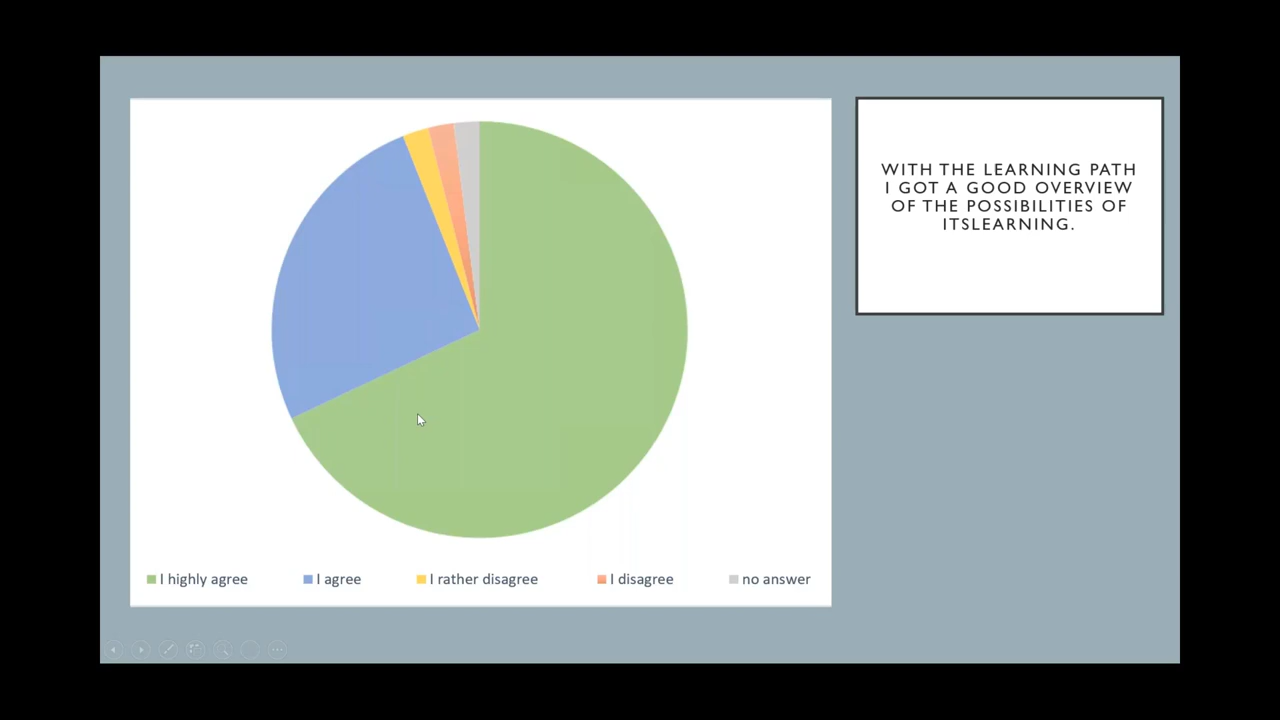 WITH THE LEARNING PATH
I GOT A GOOD OVERVIEW
OF THE POSSIBILITIES OF
ITSLEARNING.
I highly agree
I agree
I rather disagree
I disagree
no answer